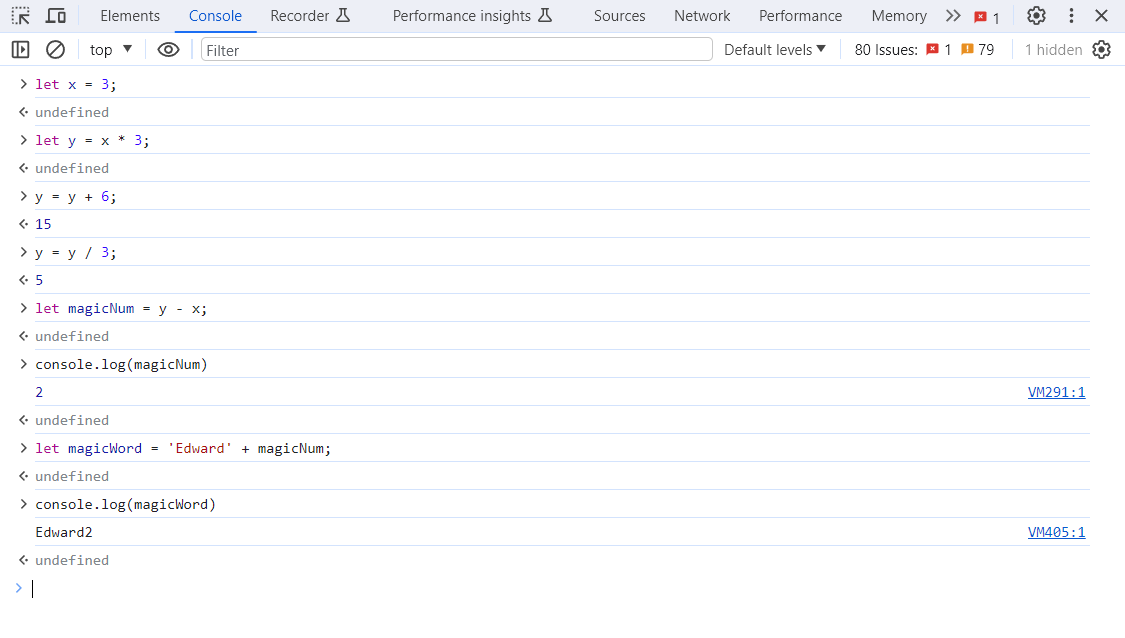 Elements Console Recorder Performance insights Sources Network Performance Memory 1
top Filter Default levels 80 Issues: 1 79 1 hidden
let x = 3;
undefined
let y = x * 3;
undefined
y = y + 6;
15
y = y / 3;
5
let magicNum = y - x;
undefined
console.log(magicNum)
2 VM291:1
undefined
let magicWord = 'Edward' + magicNum;
undefined
console.log(magicWord)
Edward2 VM405:1
undefined